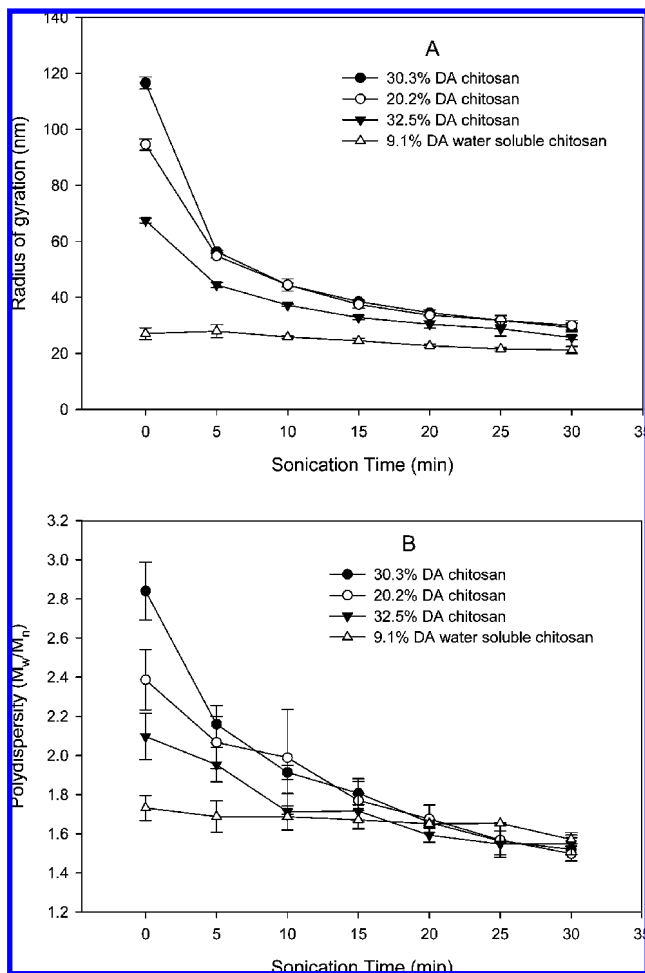 140
120
100
80
60
40
20
0
Radius of gyration (nm)
A
30.3% DA chitosan
20.2% DA chitosan
32.5% DA chitosan
9.1% DA water soluble chitosan
0 5 10 15 20 25 30 35
Sonication Time (min)
3.2
3.0
2.8
2.6
2.4
2.2
2.0
1.8
1.6
1.4
1.2
Polydispersity (Mw/Mn)
B
30.3% DA chitosan
20.2% DA chitosan
32.5% DA chitosan
9.1% DA water soluble chitosan
0 5 10 15 20 25 30 35
Sonication Time (min)